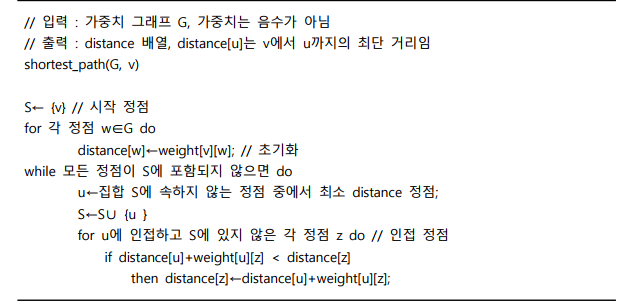 // 입력 : 가중치 그래프 G, 가중치는 음수가 아님
// 출력 : distance 배열, distance[u]는 v에서 u까지의 최단 거리임
shortest_path(G, v)
S← {v} // 시작 정점
for 각 정점 w∈G do
distance[w]←weight[v][w]; // 초기화
while 모든 정점이 S에 포함되지 않으면 do
u←집합 S에 속하지 않는 정점 중에서 최소 distance 정점;
S←S∪ {u }
for u에 인접하고 S에 있지 않은 각 정점 z do // 인접 정점
if distance[u]+weight[u][z] < distance[z]
then distance[z]←distance[u]+weight[u][z];